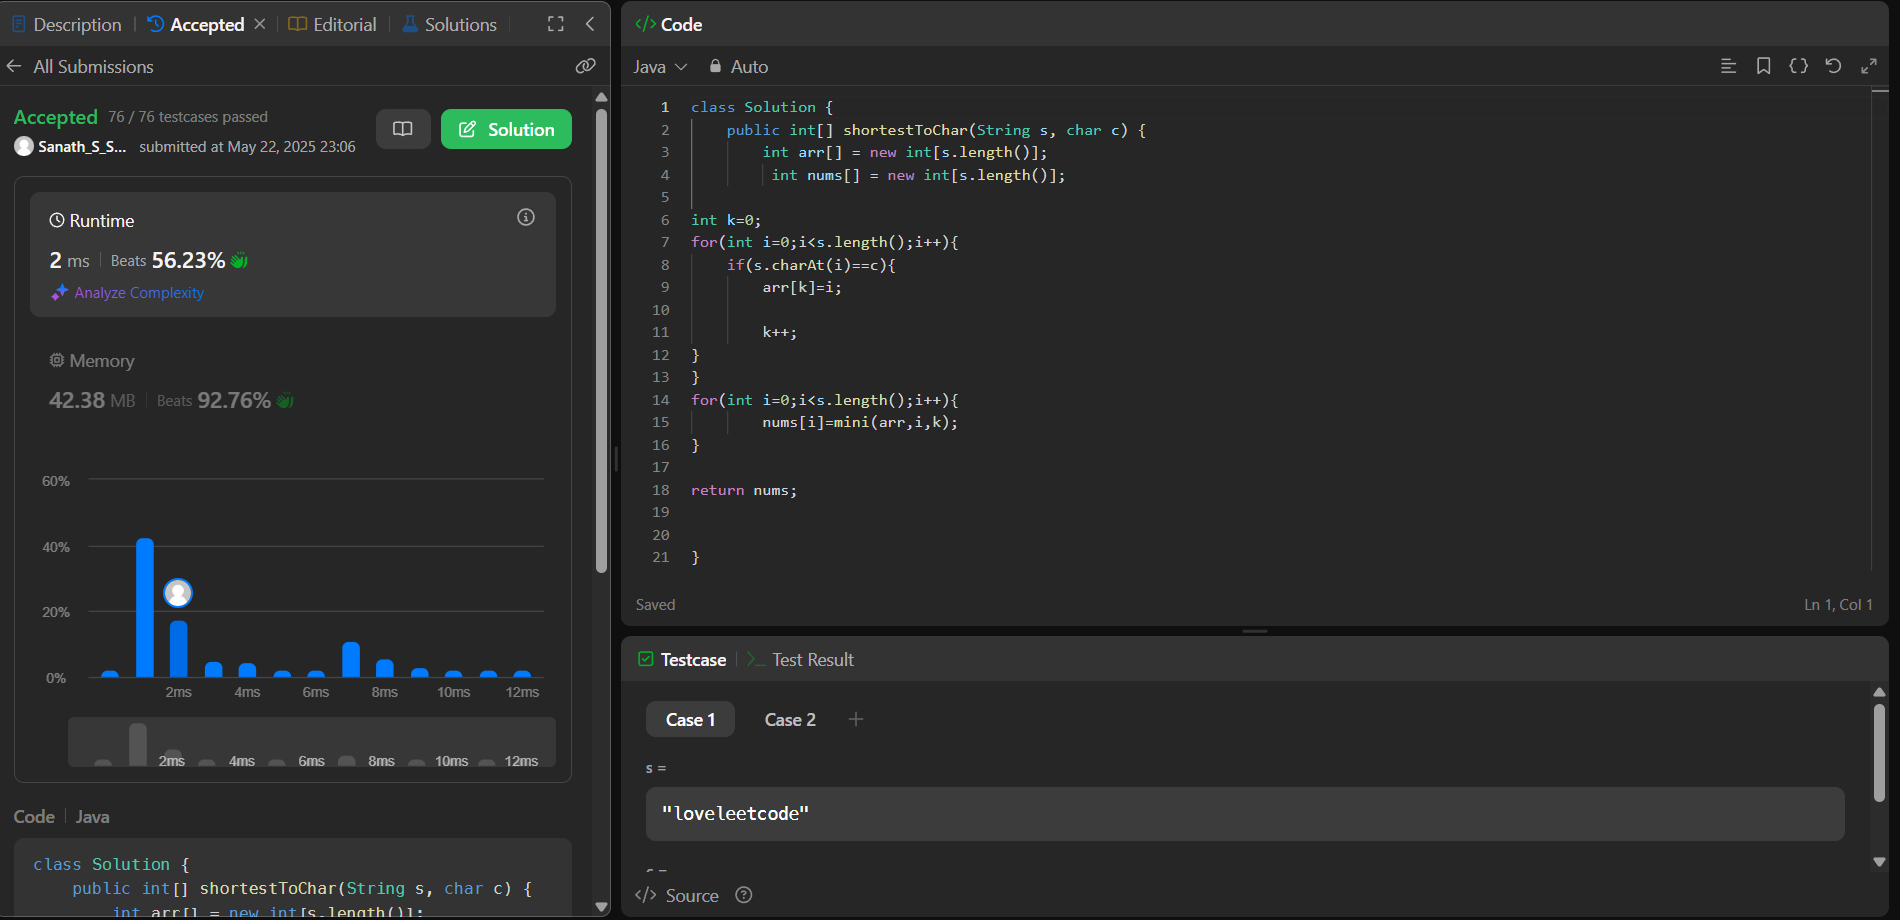 Description
Accepted
Editorial
Solutions
All Submissions
Accepted 76 / 76 testcases passed
Sanath_S_S... submitted at May 22, 2025 23:06
Solution
Runtime
2 ms Beats 56.23%
Analyze Complexity
Memory
42.38 MB Beats 92.76%
60%
40%
20%
0%
2ms 4ms 6ms 8ms 10ms 12ms
2ms 4ms 6ms 8ms 10ms 12ms
Code Java
class Solution {
    public int[] shortestToChar(String s, char c) {
        int arr[] = new int[s.length()];
</> Code
Java Auto
1 class Solution {
2     public int[] shortestToChar(String s, char c) {
3         int arr[] = new int[s.length()];
4          int nums[] = new int[s.length()];
5
6 int k=0;
7 for(int i=0;i<s.length();i++){
8     if(s.charAt(i)==c){
9         arr[k]=i;
10
11         k++;
12 }
13 }
14 for(int i=0;i<s.length();i++){
15         nums[i]=mini(arr,i,k);
16 }
17
18 return nums;
19
20
21 }
Saved Ln 1, Col 1
Testcase
Test Result
Case 1 Case 2 +
s =
"loveleetcode"
</> Source